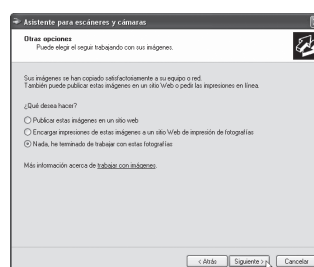 Asistente para escáneres y cámaras
Otras opciones
Puede elegir el seguir trabajando con sus imágenes.
Sus imágenes se han copiado satisfactoriamente a su equipo o red.
También puede publicar estas imágenes en un sitio Web o pedir las impresiones en línea.
¿Qué desea hacer?
Publicar estas imágenes en un sitio web
Encargar impresiones de estas imágenes a un sitio Web de impresión de fotografías
Nada, he terminado de trabajar con estas fotografías
Más información acerca de trabajar con imágenes.
< Atrás Siguiente > Cancelar